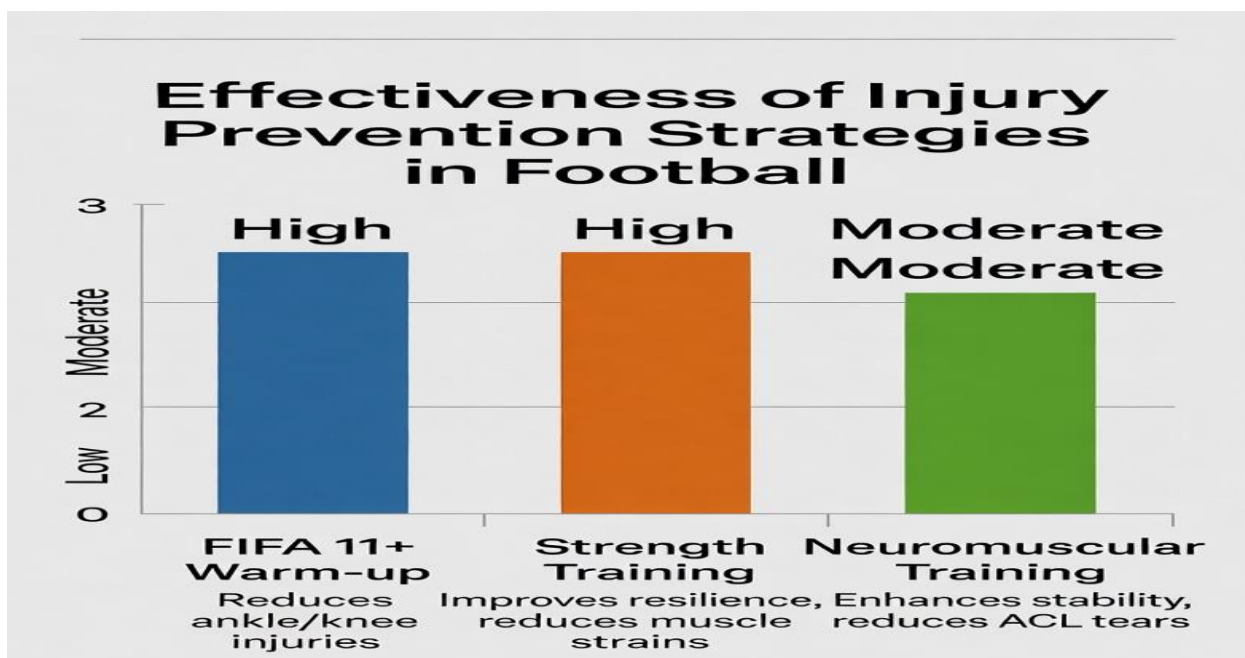 Effectiveness of Injury
Prevention Strategies
in Football
3
Moderate
2
Low
0
High
High
Moderate
Moderate
FIFA 11+
Warm-up
Reduces
ankle/knee
injuries
Strength
Training
Improves resilience,
reduces muscle
strains
Neuromuscular
Training
Enhances stability,
reduces ACL tears